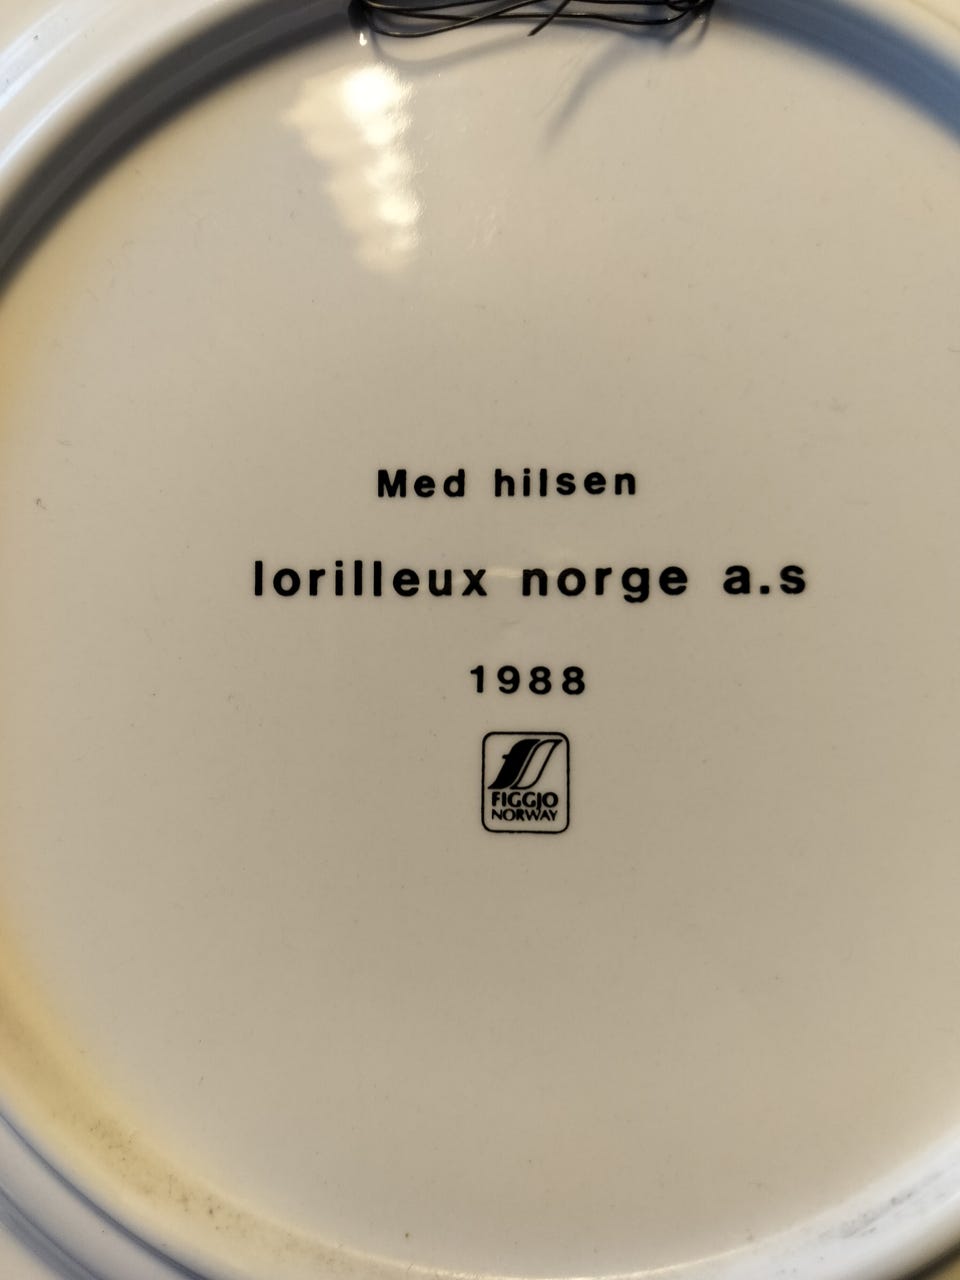 Med hilsen
lorilleux norge a.s
1988
FIGGJO
NORWAY